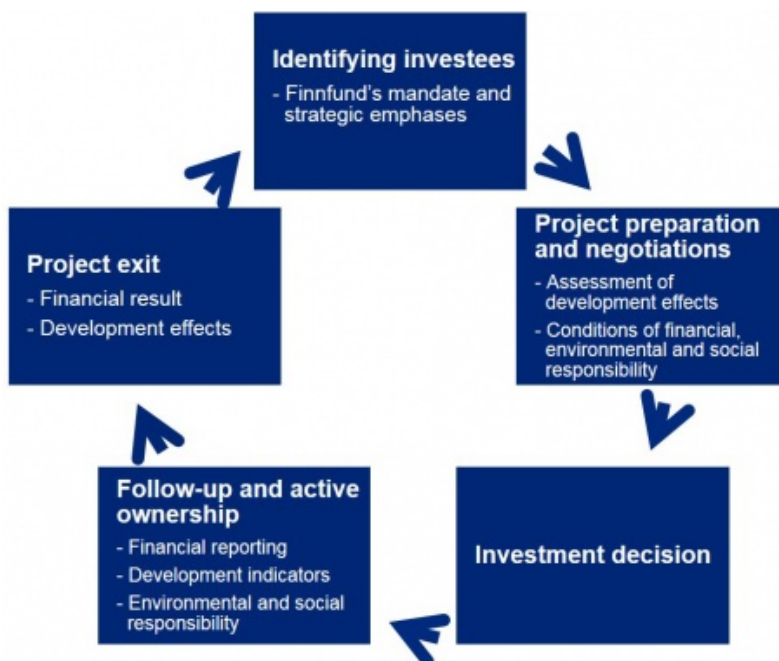 Identifying investees
- Finnfund's mandate and
strategic emphases
Project preparation
and negotiations
- Assessment of
development effects
- Conditions of financial,
environmental and social
responsibility
Investment decision
Follow-up and active
ownership
- Financial reporting
- Development indicators
- Environmental and social
responsibility
Project exit
- Financial result
- Development effects